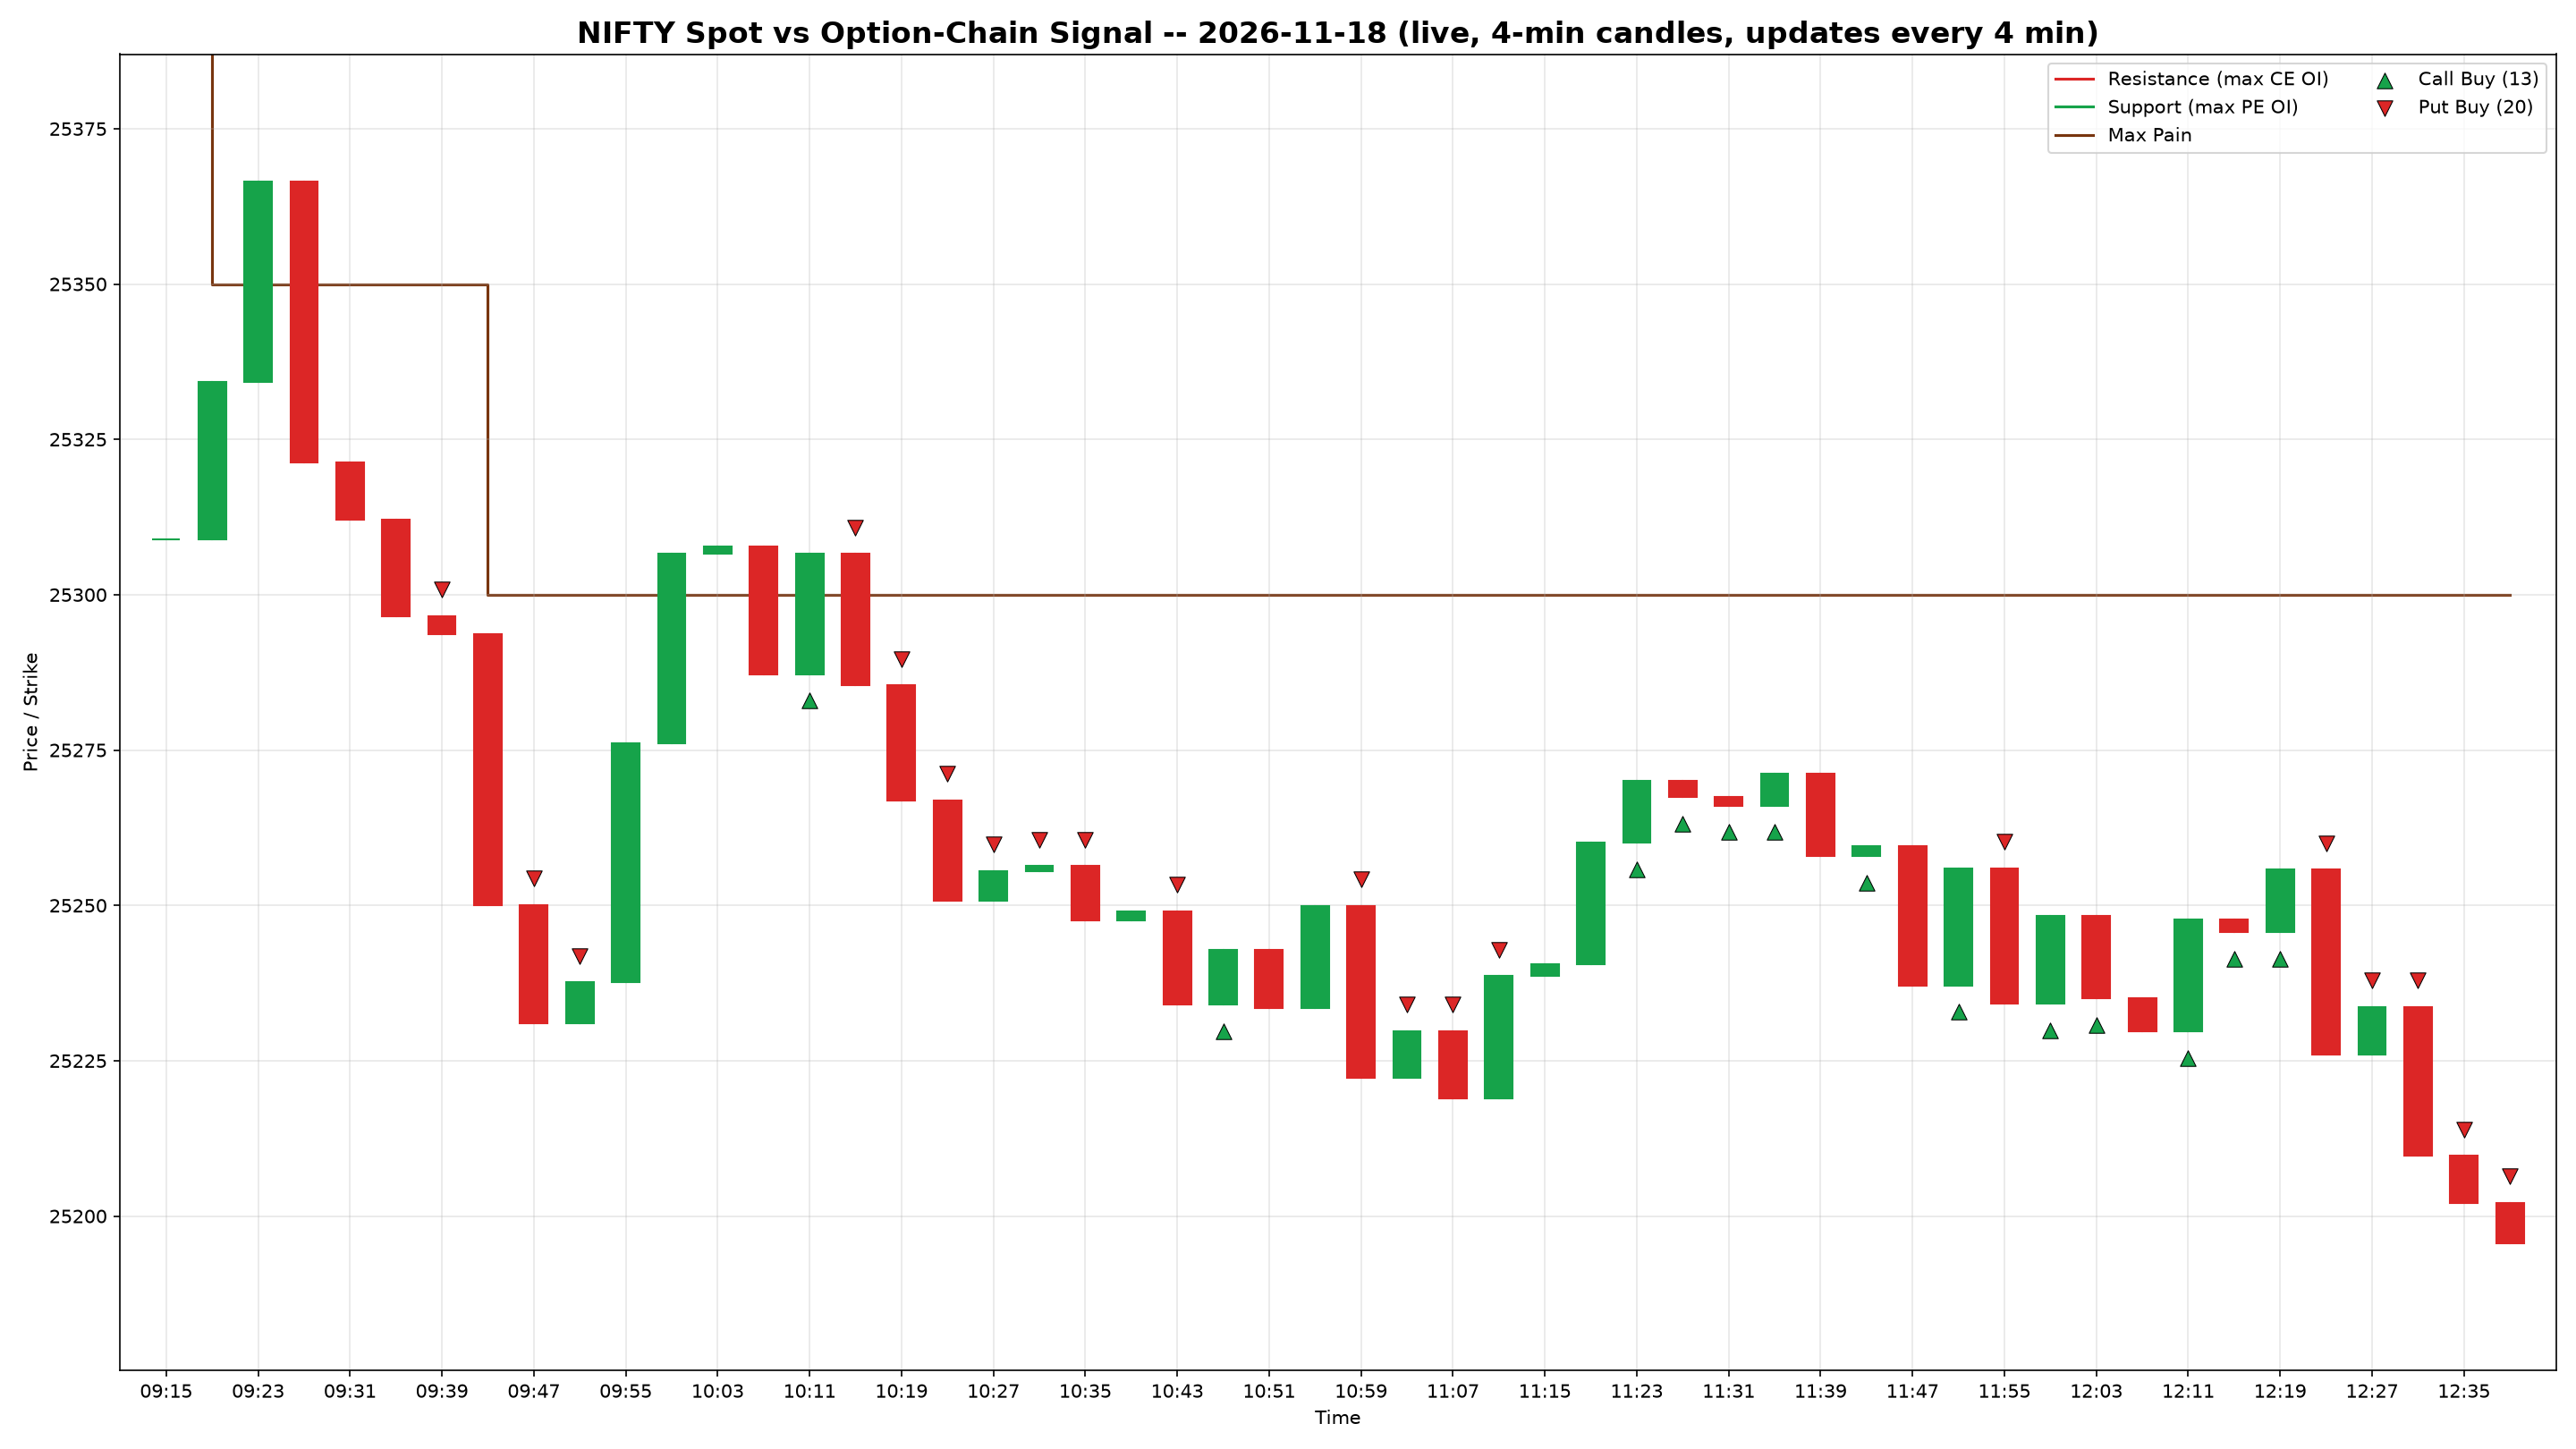 NIFTY Spot vs Option-Chain Signal -- 2026-11-18 (live, 4-min candles, updates every 4 min)
Resistance (max CE OI)
Support (max PE OI)
Max Pain
Call Buy (13)
Put Buy (20)
Price / Strike
25375
25350
25325
25300
25275
25250
25225
25200
09:15 09:23 09:31 09:39 09:47 09:55 10:03 10:11 10:19 10:27 10:35 10:43 10:51 10:59 11:07 11:15 11:23 11:31 11:39 11:47 11:55 12:03 12:11 12:19 12:27 12:35
Time